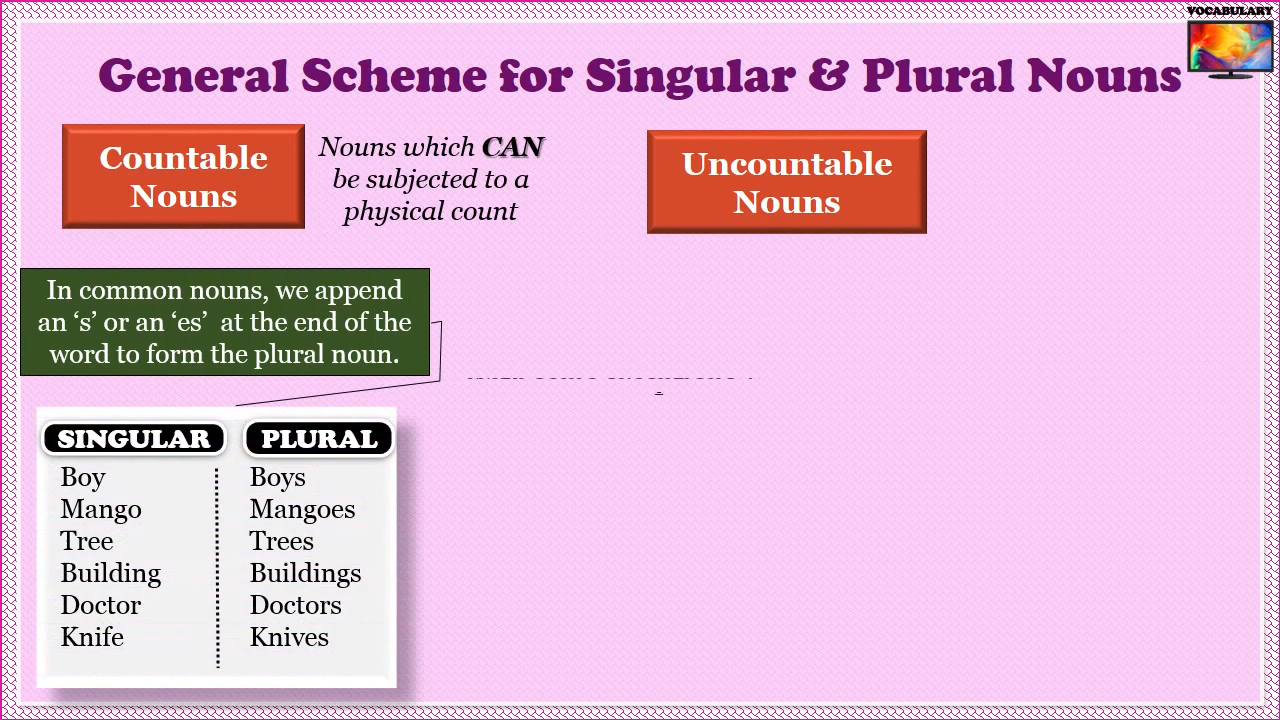 VOCABULARY
General Scheme for Singular & Plural Nouns
Countable
Nouns
Nouns which CAN
be subjected to a
physical count
Uncountable
Nouns
In common nouns, we append
an ‘s’ or an ‘es’ at the end of the
word to form the plural noun.
SINGULAR PLURAL
Boy Boys
Mango Mangoes
Tree Trees
Building Buildings
Doctor Doctors
Knife Knives